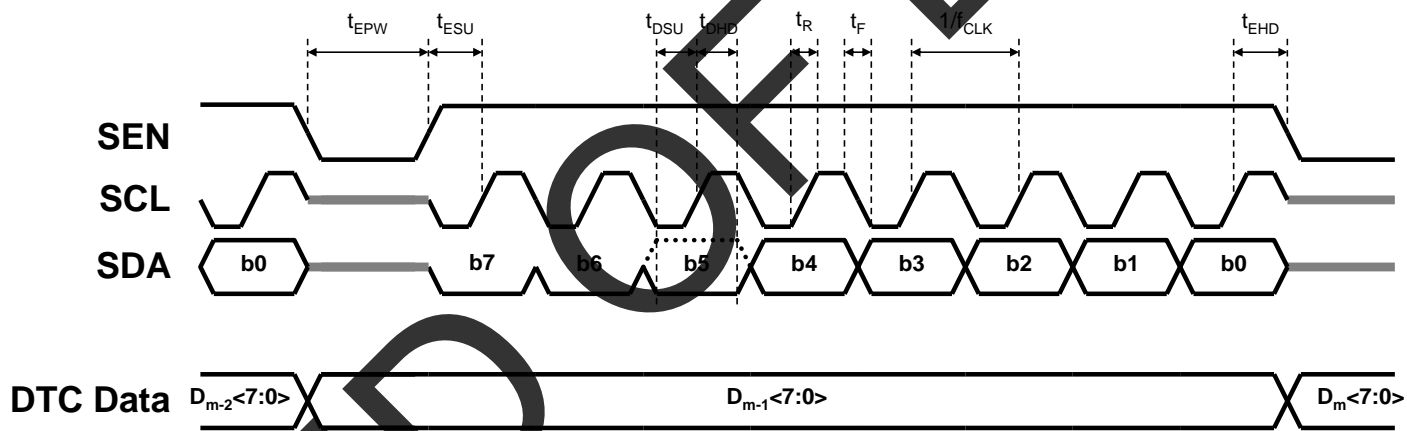 tEPW tESU tDSU tDHD tR tF 1/fCLK tEHD
SEN
SCL
SDA b0 b7 b6 b5 b4 b3 b2 b1 b0
DTC Data Dm-2<7:0> Dm-1<7:0> Dm<7:0>